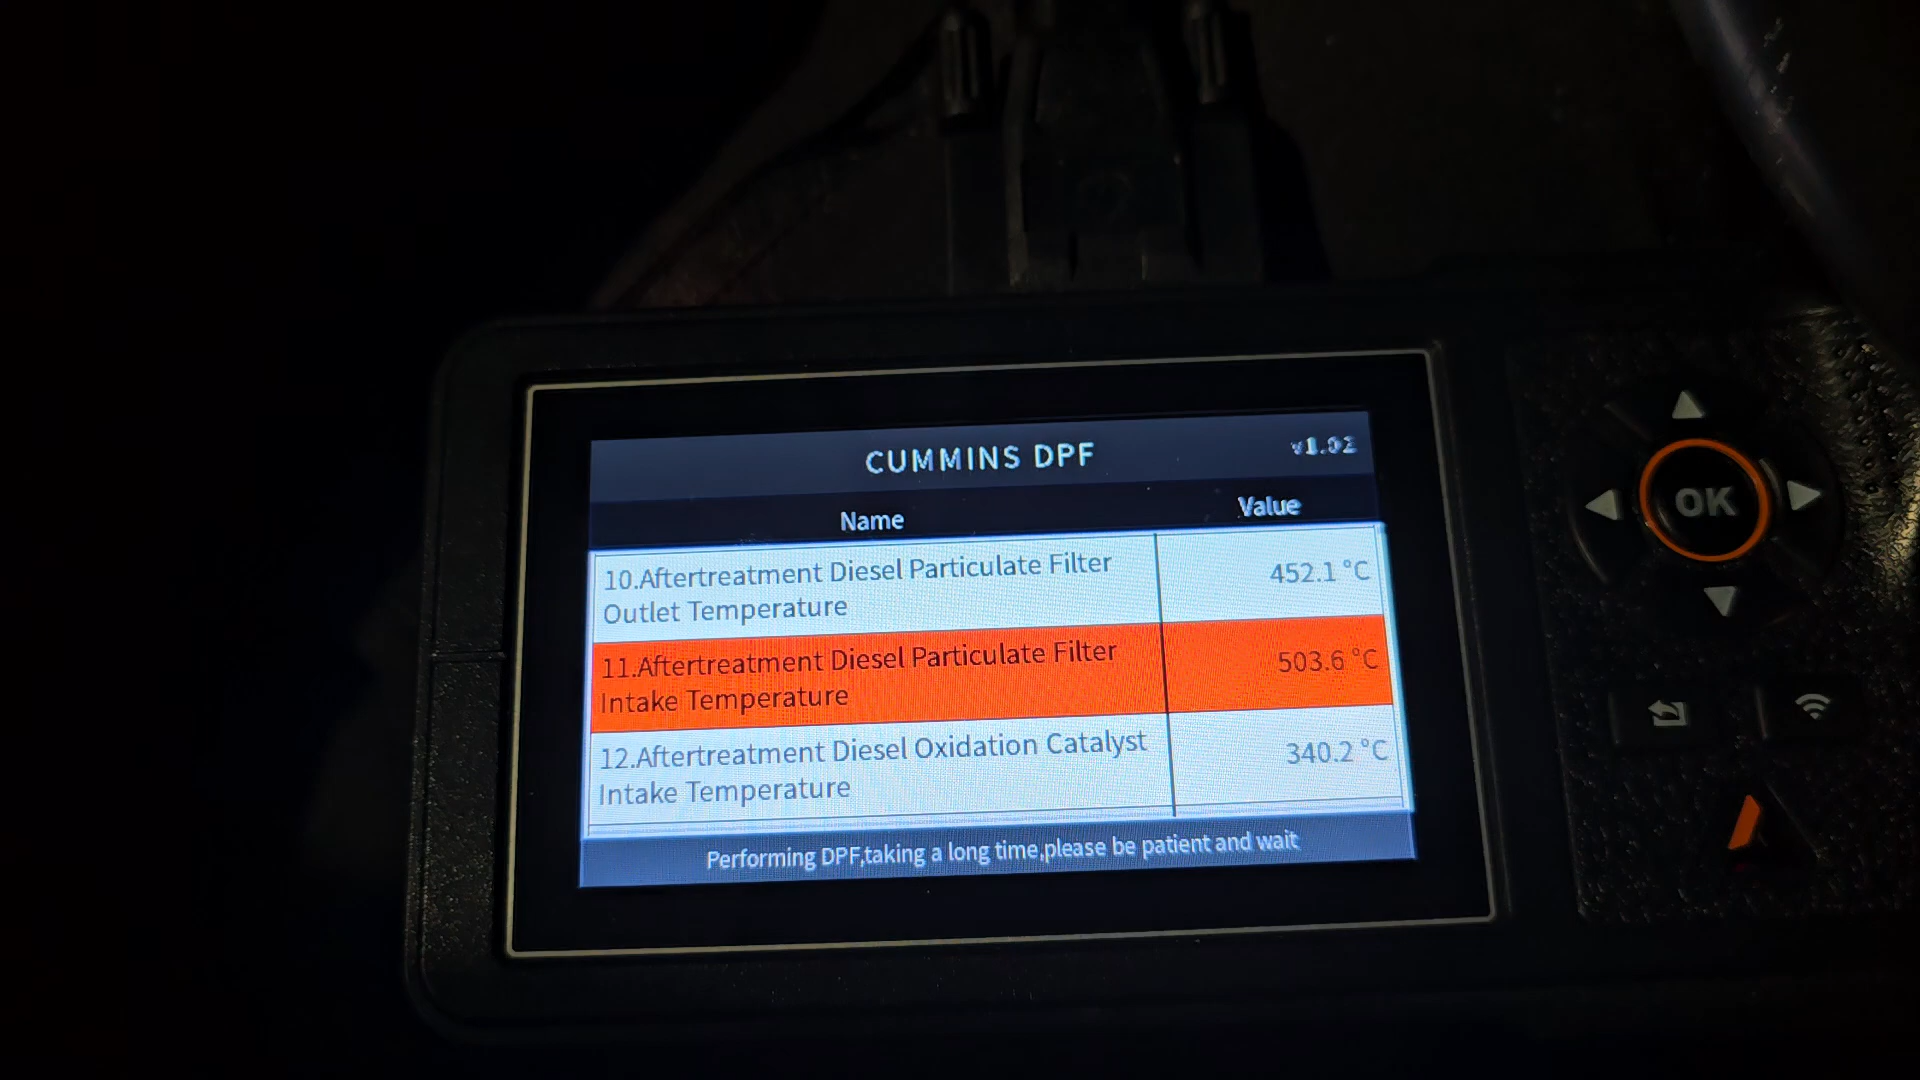 CUMMINS DPF
v1.02
Name
Value
10.Aftertreatment Diesel Particulate Filter
Outlet Temperature
452.1 °C
11.Aftertreatment Diesel Particulate Filter
Intake Temperature
503.6 °C
12.Aftertreatment Diesel Oxidation Catalyst
Intake Temperature
340.2 °C
Performing DPF,taking a long time,please be patient and wait
OK